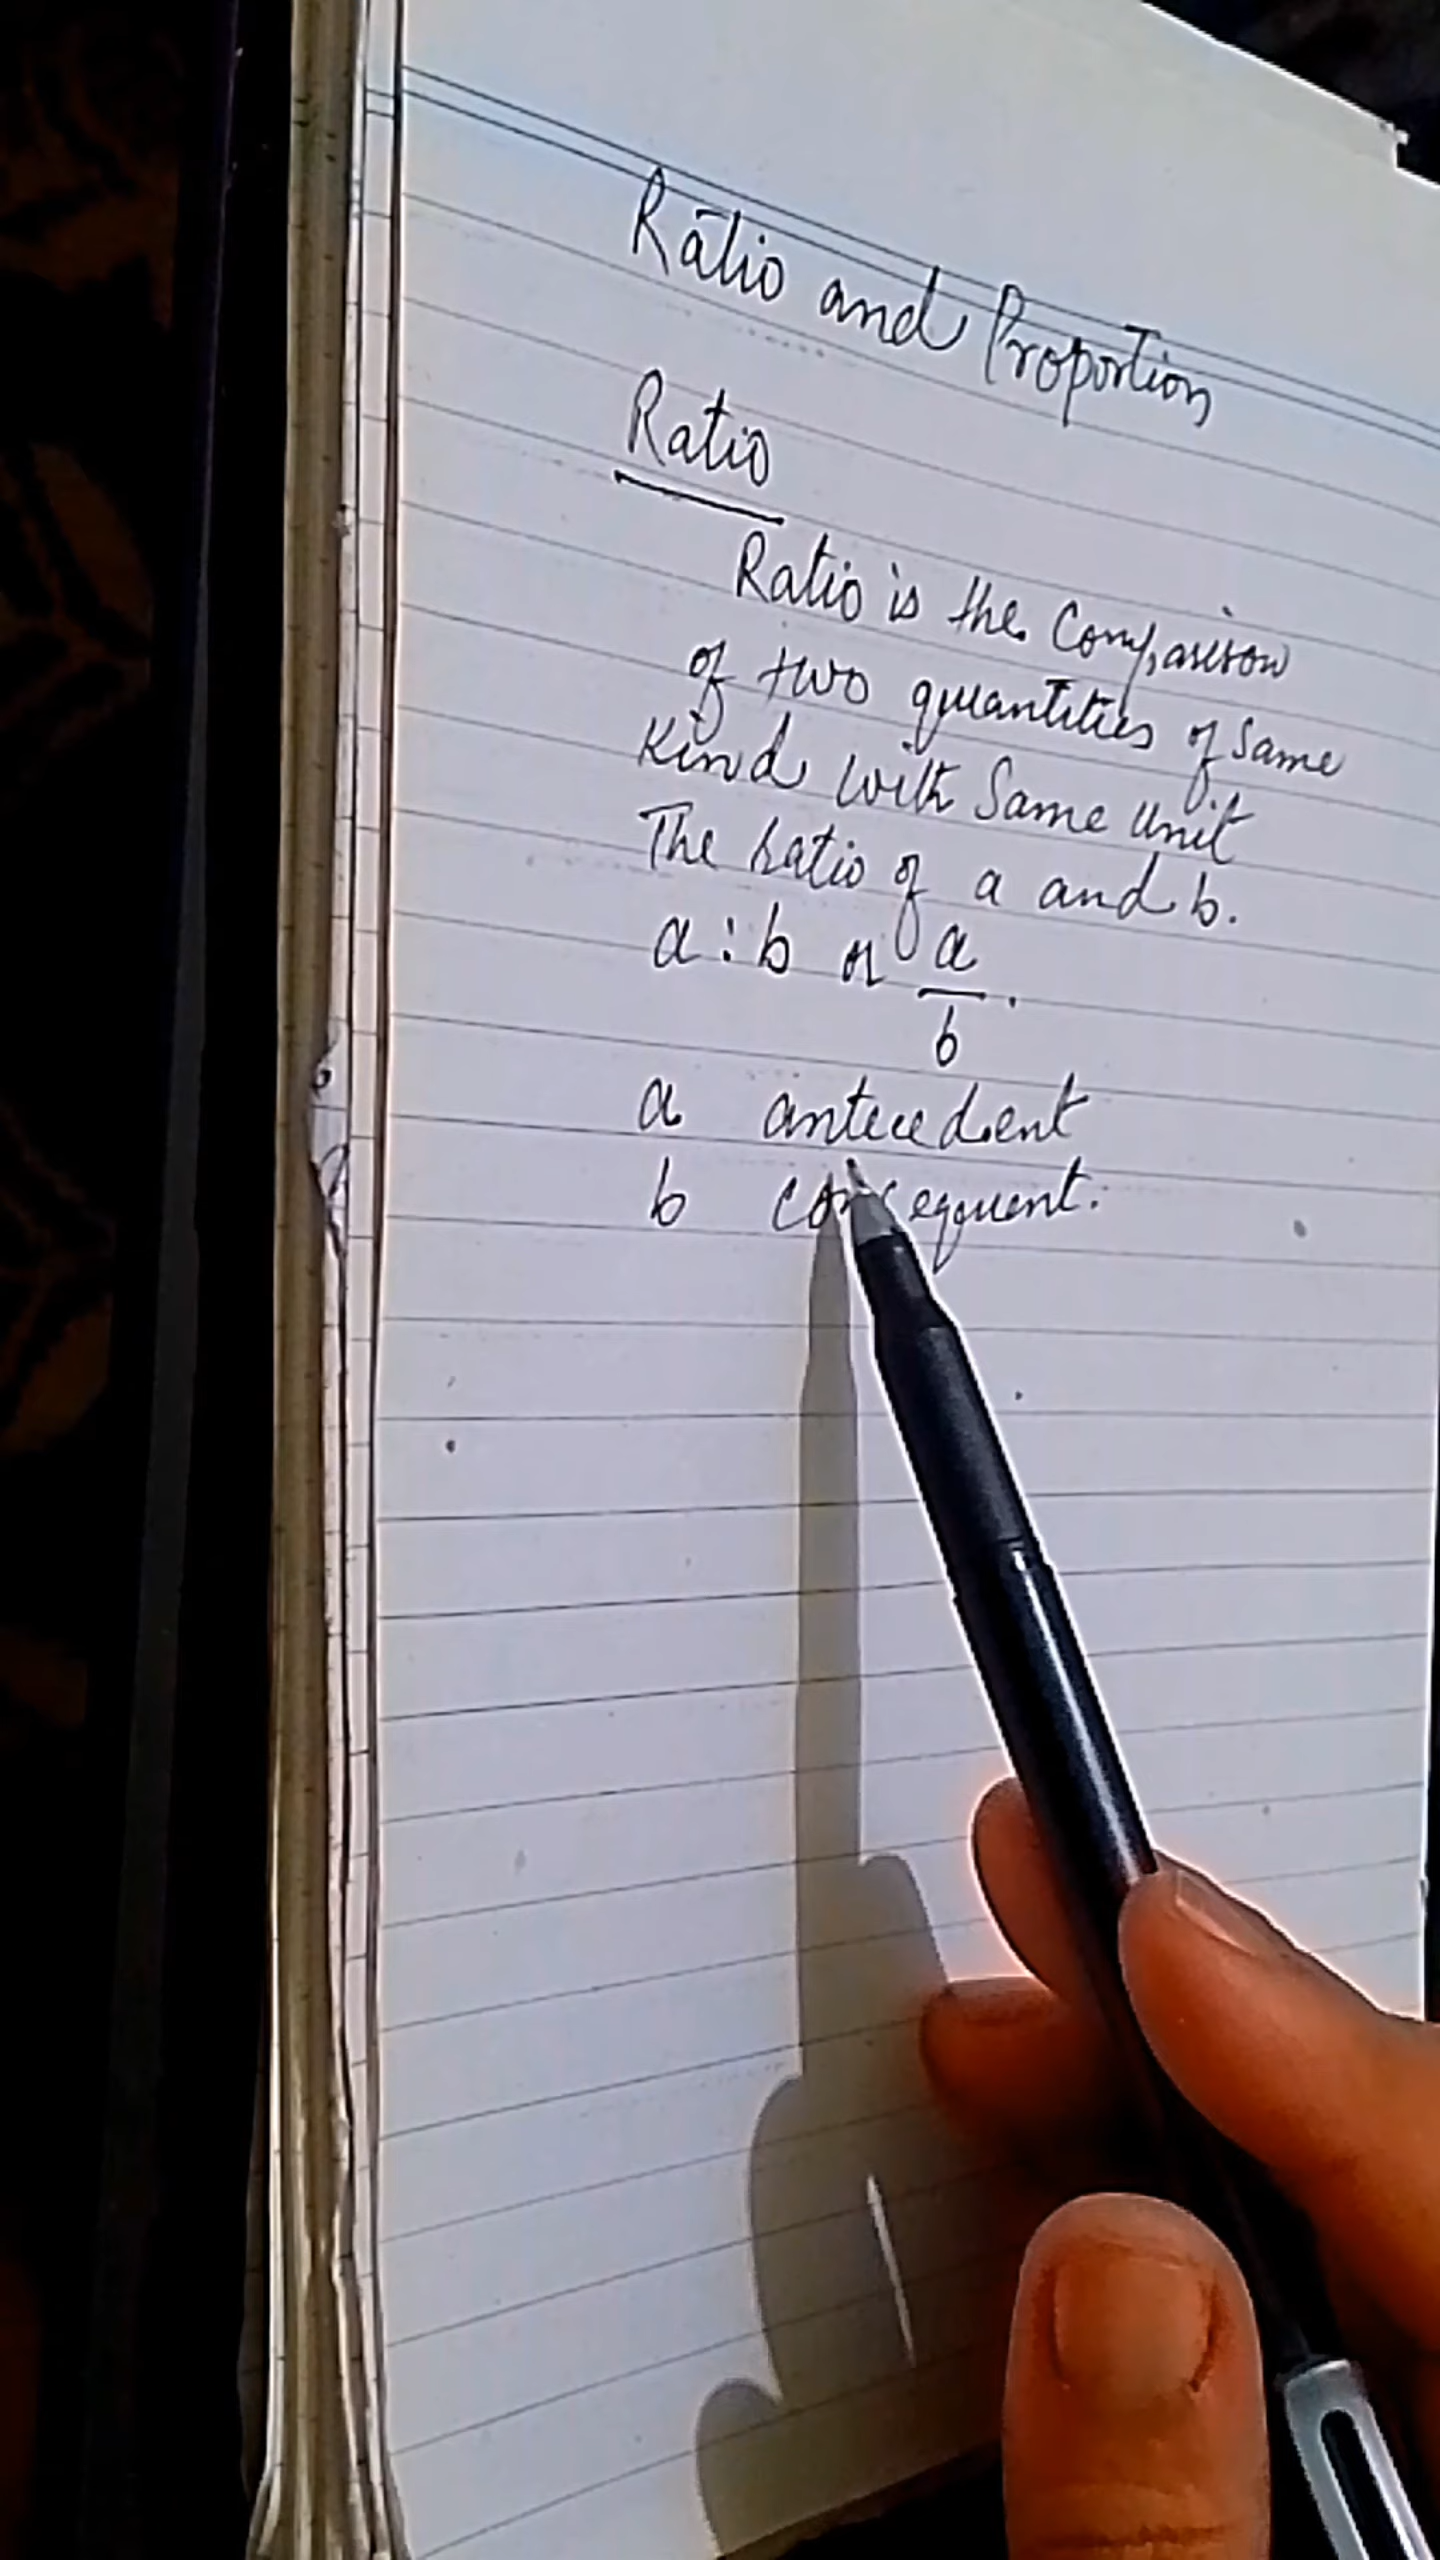 Ratio and Proportion
Ratio
Ratio is the Comparison
of two quantities of Same
Kind with Same unit
The ratio of a and b.
a : b or a/b .
a antecedent
b consequent.